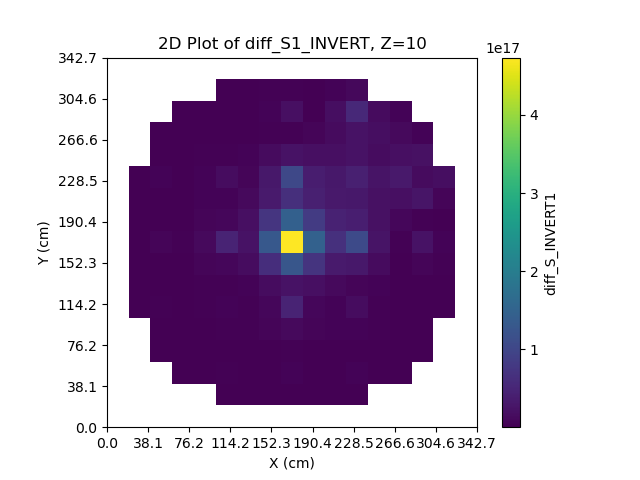 2D Plot of diff_S1_INVERT, Z=10
1e17
342.7
304.6
266.6
228.5
190.4
152.3
114.2
76.2
38.1
0.0
Y (cm)
0.0 38.1 76.2 114.2 152.3 190.4 228.5 266.6 304.6 342.7
X (cm)
4
3
2
1
diff_S_INVERT1